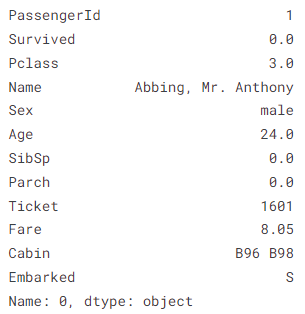 PassengerId 1
Survived 0.0
Pclass 3.0
Name Abbing, Mr. Anthony
Sex male
Age 24.0
SibSp 0.0
Parch 0.0
Ticket 1601
Fare 8.05
Cabin B96 B98
Embarked S
Name: 0, dtype: object